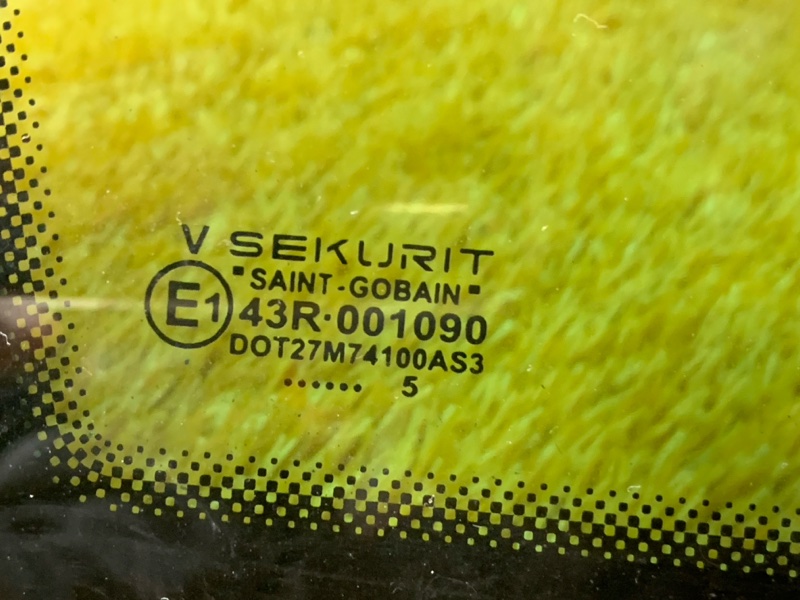 V SEKURIT
SAINT-GOBAIN
E1 43R·001090
DOT27M74100AS3
...... 5